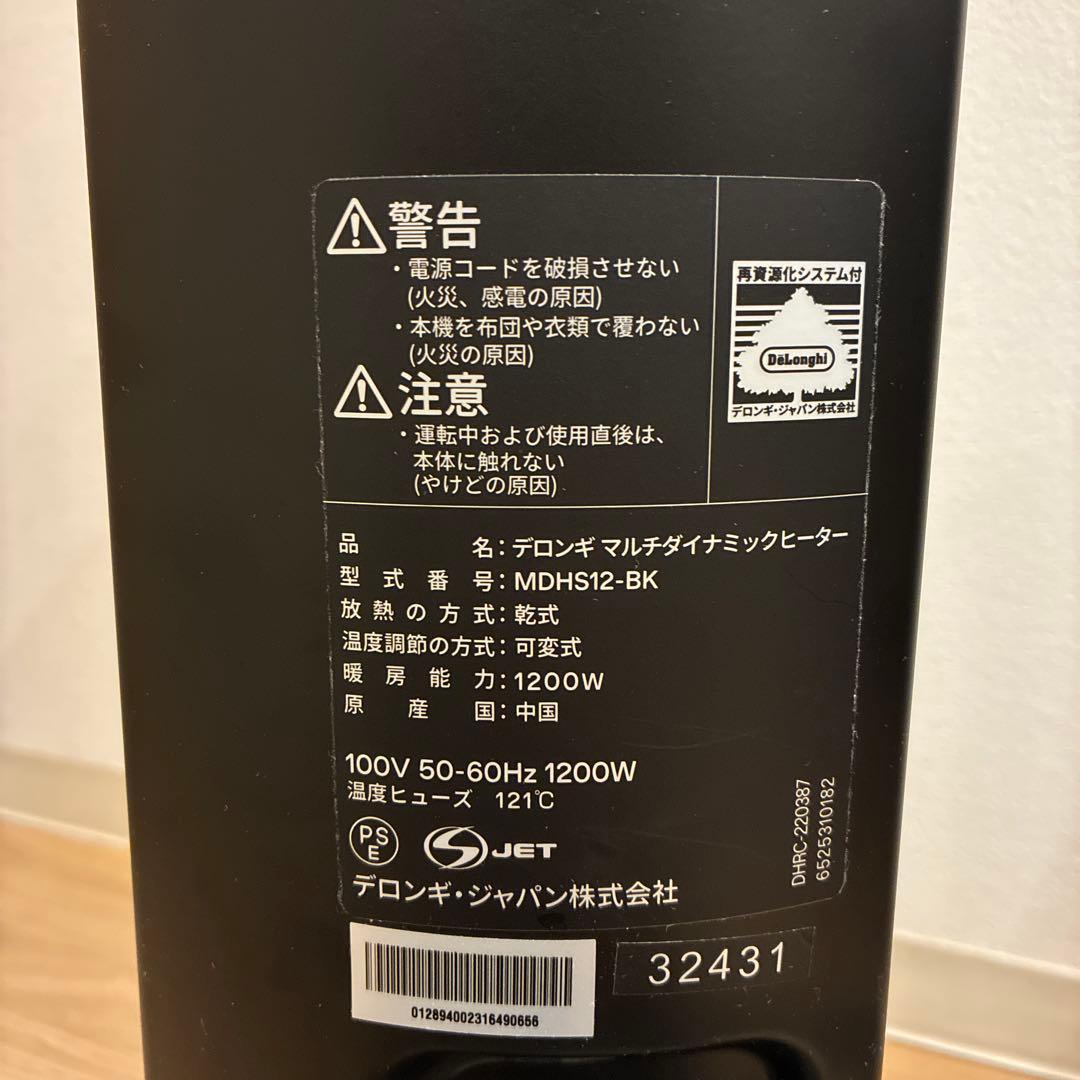 警告
・電源コードを破損させない
(火災、感電の原因)
・本機を布団や衣類で覆わない
(火災の原因)
注意
・運転中および使用直後は、
本体に触れない
(やけどの原因)
再資源化システム付
DēLonghi
デロンギ・ジャパン株式会社
品名：デロンギ マルチダイナミックヒーター
型式番号：MDHS12-BK
放熱の方式：乾式
温度調節の方式：可変式
暖房能力：1200W
原産国：中国
100V 50-60Hz 1200W
温度ヒューズ 121℃
PSE
JET
デロンギ・ジャパン株式会社
DHRC-220387
6525310182
012894002316490656
32431